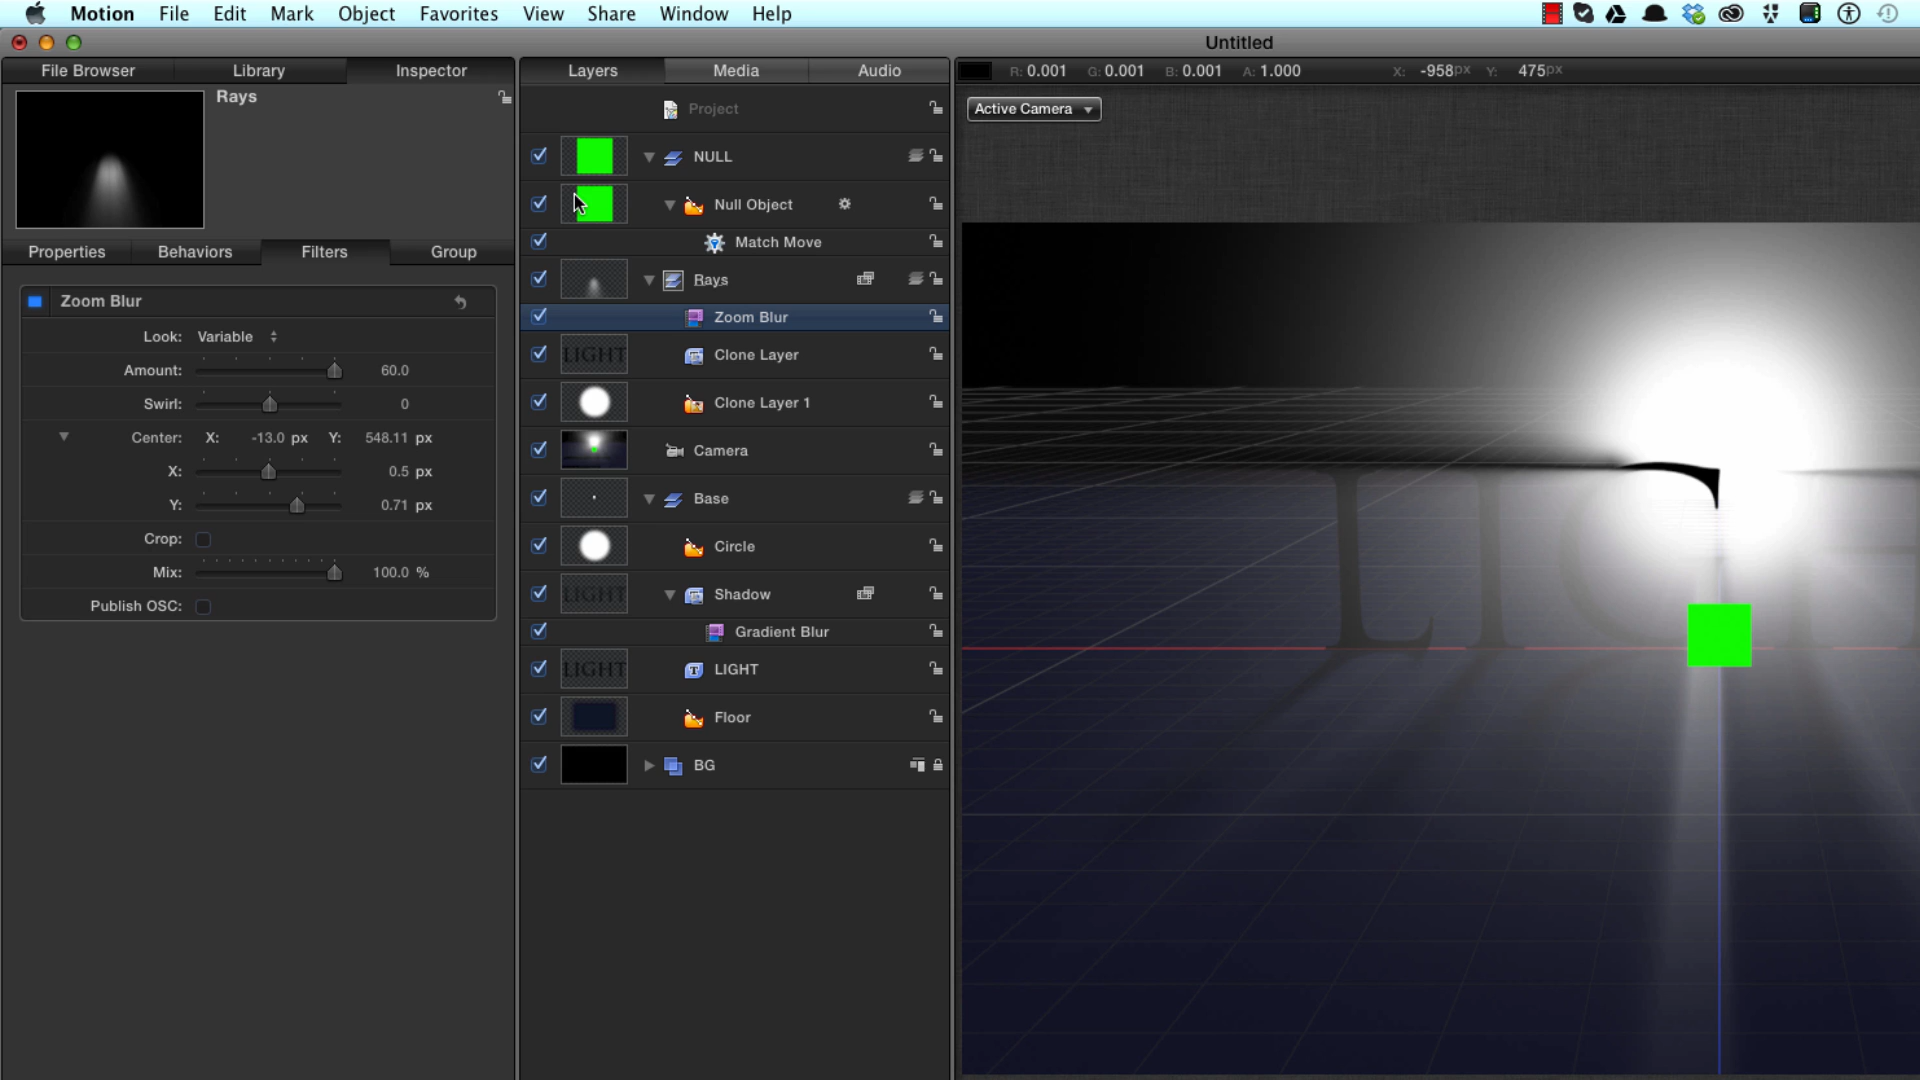 Motion File Edit Mark Object Favorites View Share Window Help
Untitled
File Browser Library Inspector
Rays
Properties Behaviors Filters Group
Zoom Blur
Look: Variable
Amount: 60.0
Swirl: 0
Center: X: -13.0 px Y: 548.11 px
X: 0.5 px
Y: 0.71 px
Crop:
Mix: 100.0 %
Publish OSC:
Layers Media Audio
Project
NULL
Null Object
Match Move
Rays
Zoom Blur
LIGHT Clone Layer
Clone Layer 1
Camera
Base
Circle
LIGHT Shadow
Gradient Blur
LIGHT LIGHT
Floor
BG
R: 0.001 G: 0.001 B: 0.001 A: 1.000 X: -958px Y: 475px
Active Camera
LIGH